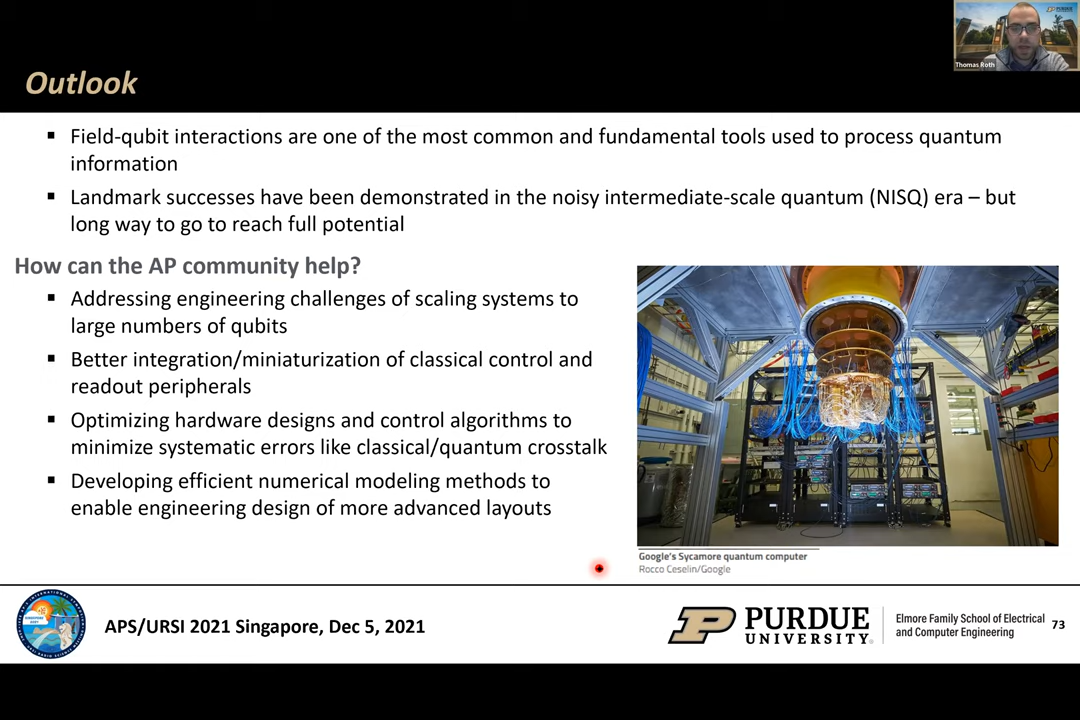 PURDUE
Thomas Roth
Outlook
▪ Field-qubit interactions are one of the most common and fundamental tools used to process quantum
information
▪ Landmark successes have been demonstrated in the noisy intermediate-scale quantum (NISQ) era – but
long way to go to reach full potential
How can the AP community help?
▪ Addressing engineering challenges of scaling systems to
large numbers of qubits
▪ Better integration/miniaturization of classical control and
readout peripherals
▪ Optimizing hardware designs and control algorithms to
minimize systematic errors like classical/quantum crosstalk
▪ Developing efficient numerical modeling methods to
enable engineering design of more advanced layouts
Google's Sycamore quantum computer
Rocco Ceselin/Google
APS/URSI 2021 Singapore, Dec 5, 2021
P PURDUE
UNIVERSITY®
Elmore Family School of Electrical
and Computer Engineering
73